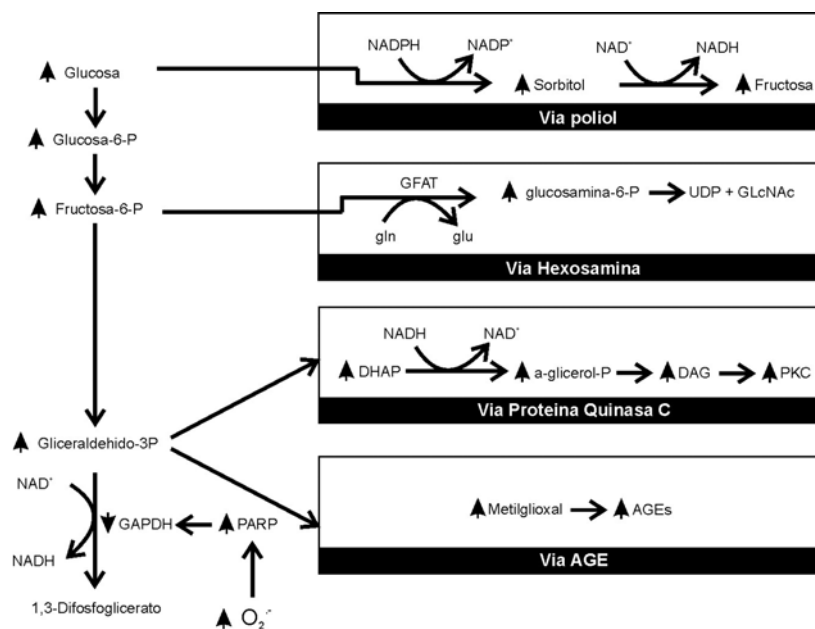 Glucosa
Glucosa-6-P
Fructosa-6-P
Gliceraldehido-3P
NAD+
NADH
GAPDH
PARP
O2·-
1,3-Difosfoglicerato
NADPH
NADP+
Sorbitol
NAD+
NADH
Fructosa
Via poliol
GFAT
gln
glu
glucosamina-6-P
UDP + GLcNAc
Via Hexosamina
NADH
NAD+
DHAP
a-glicerol-P
DAG
PKC
Via Proteina Quinasa C
Metilglioxal
AGEs
Via AGE